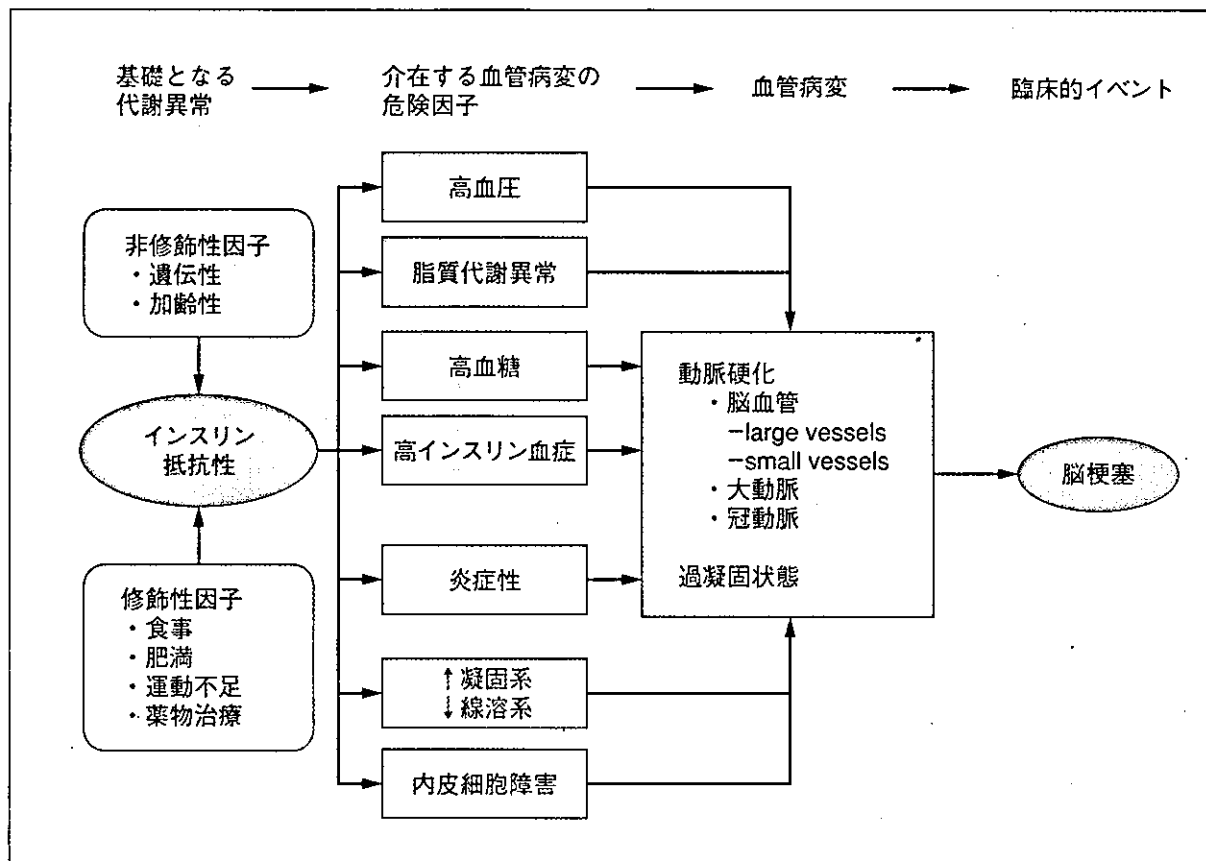 基礎となる
代謝異常
介在する血管病変の
危険因子
血管病変
臨床的イベント
非修飾性因子
・遺伝性
・加齢性
インスリン
抵抗性
修飾性因子
・食事
・肥満
・運動不足
・薬物治療
高血圧
脂質代謝異常
高血糖
高インスリン血症
炎症性
↑凝固系
↓線溶系
内皮細胞障害
動脈硬化
・脳血管
−large vessels
−small vessels
・大動脈
・冠動脈
過凝固状態
脳梗塞